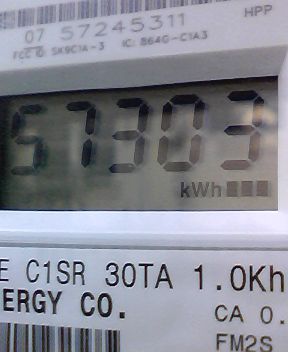 HPP
07 57245311
FCC ID: SK9CIA-3 IC: 864G-C1A3
57303
kWh
E C1SR 30TA 1.0Kh
ERGY CO.
CA 0.
FM2S